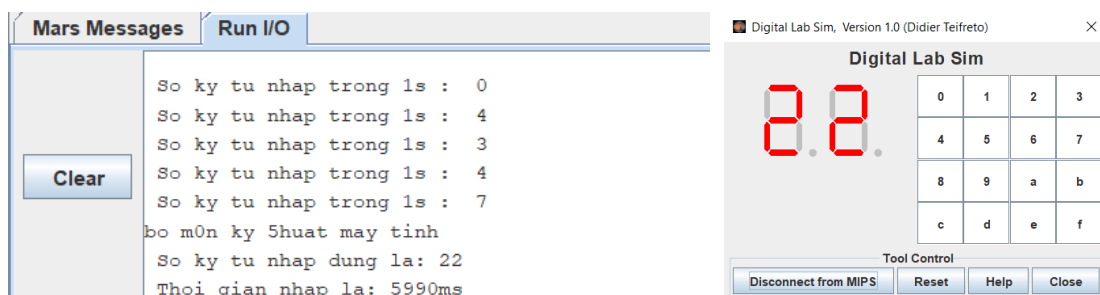 Mars Messages Run I/O
So ky tu nhap trong 1s : 0
So ky tu nhap trong 1s : 4
So ky tu nhap trong 1s : 3
So ky tu nhap trong 1s : 4
So ky tu nhap trong 1s : 7
Clear
bo m0n ky 5huat may tinh
So ky tu nhap dung la: 22
Thoi gian nhap la: 5990ms
Digital Lab Sim, Version 1.0 (Didier Teifreto)
Digital Lab Sim
22
0 1 2 3
4 5 6 7
8 9 a b
c d e f
Tool Control
Disconnect from MIPS Reset Help Close